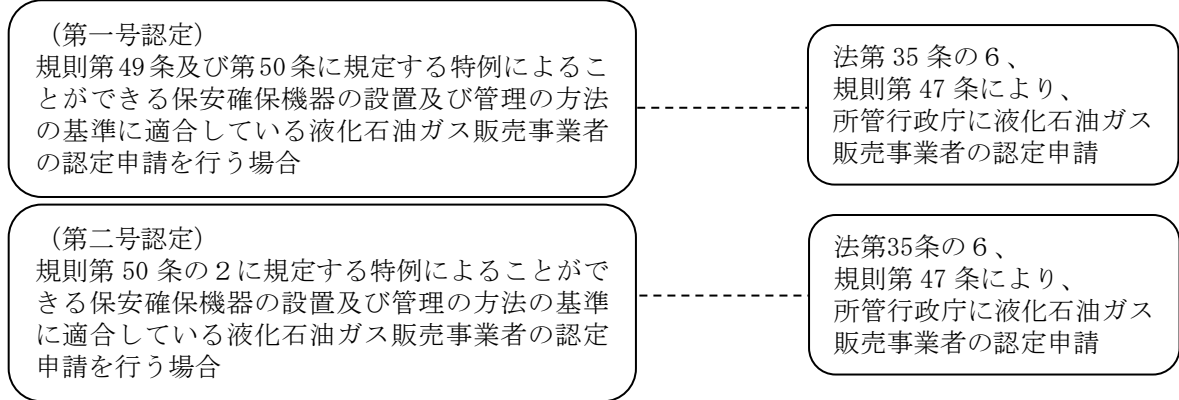 （第一号認定）
規則第49条及び第50条に規定する特例によるこ
とができる保安確保機器の設置及び管理の方法
の基準に適合している液化石油ガス販売事業者
の認定申請を行う場合
法第 35 条の６、
規則第 47 条により、
所管行政庁に液化石油ガス
販売事業者の認定申請
（第二号認定）
規則第 50 条の２に規定する特例によることがで
きる保安確保機器の設置及び管理の方法の基準
に適合している液化石油ガス販売事業者の認定
申請を行う場合
法第35条の６、
規則第 47 条により、
所管行政庁に液化石油ガス
販売事業者の認定申請